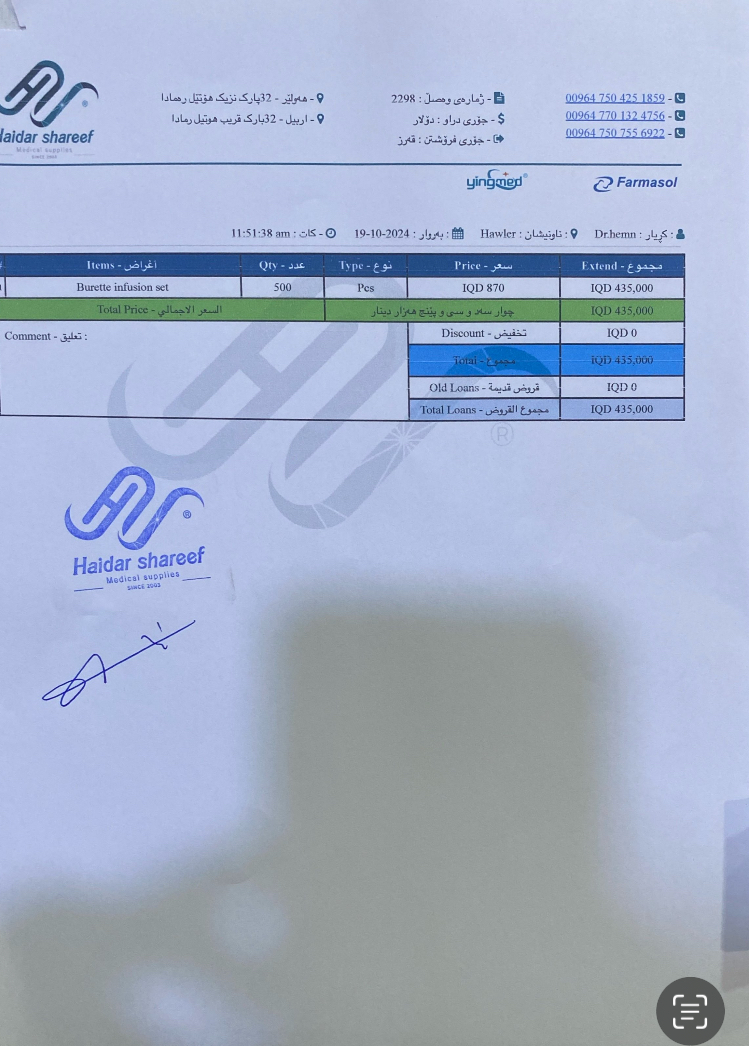 Haidar shareef
Medical supplies
SINCE 2003
هەولێر - 32پارک نزیک هۆتێل رەمادا
اربيل - 32بارك قريب هوتيل رمادا
ژمارەی وەصڵ : 2298
جۆری دراو : دۆلار
جۆری فرۆشتن : قەرز
00964 750 425 1859
00964 770 132 4756
00964 750 755 6922
yingmed®
Farmasol
کڕیار : Dr.hemn ناونیشان : Hawler بەروار : 19-10-2024 کات : 11:51:38 am
# Items - أغراض Qty - عدد Type - نوع Price - سعر Extend - مجموع
Burette infusion set 500 Pcs IQD 870 IQD 435,000
Total Price - السعر الاجمالي چوار سەد و سی و پێنج هەزار دینار IQD 435,000
Comment - تعليق :
Discount - تخفيض IQD 0
Total - مجموع IQD 435,000
Old Loans - قروض قديمة IQD 0
Total Loans - مجموع القروض IQD 435,000
®
Haidar shareef
Medical supplies
SINCE 2003